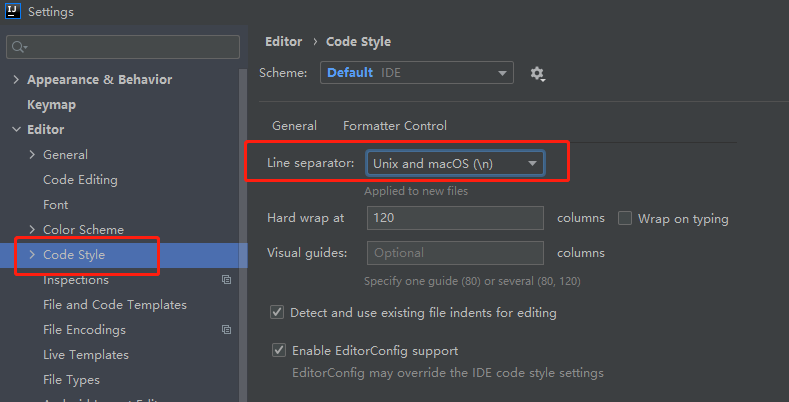 IJ Settings
Appearance & Behavior
Keymap
Editor
General
Code Editing
Font
Color Scheme
Code Style
Inspections
File and Code Templates
File Encodings
Live Templates
File Types
Editor › Code Style
Scheme: Default IDE
General Formatter Control
Line separator: Unix and macOS (\n)
Applied to new files
Hard wrap at 120 columns Wrap on typing
Visual guides: Optional columns
Specify one guide (80) or several (80, 120)
Detect and use existing file indents for editing
Enable EditorConfig support
EditorConfig may override the IDE code style settings